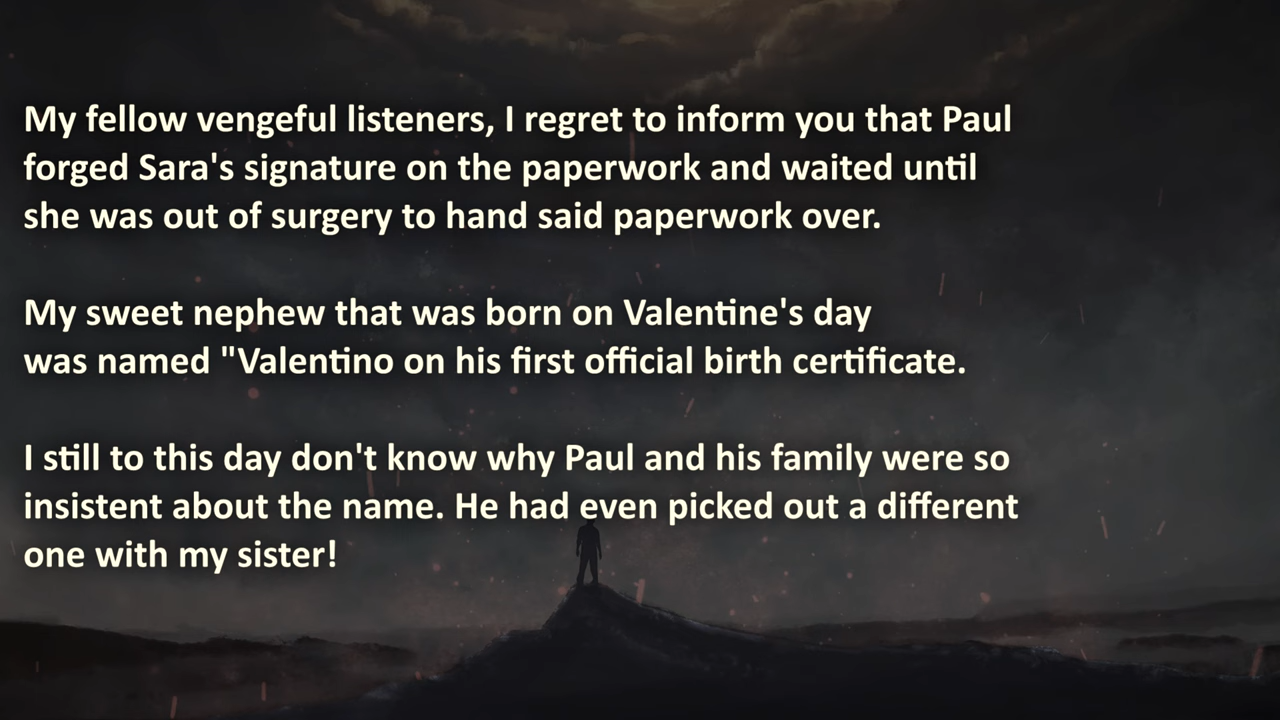 My fellow vengeful listeners, I regret to inform you that Paul
forged Sara's signature on the paperwork and waited until
she was out of surgery to hand said paperwork over.
My sweet nephew that was born on Valentine's day
was named "Valentino on his first official birth certificate.
I still to this day don't know why Paul and his family were so
insistent about the name. He had even picked out a different
one with my sister!